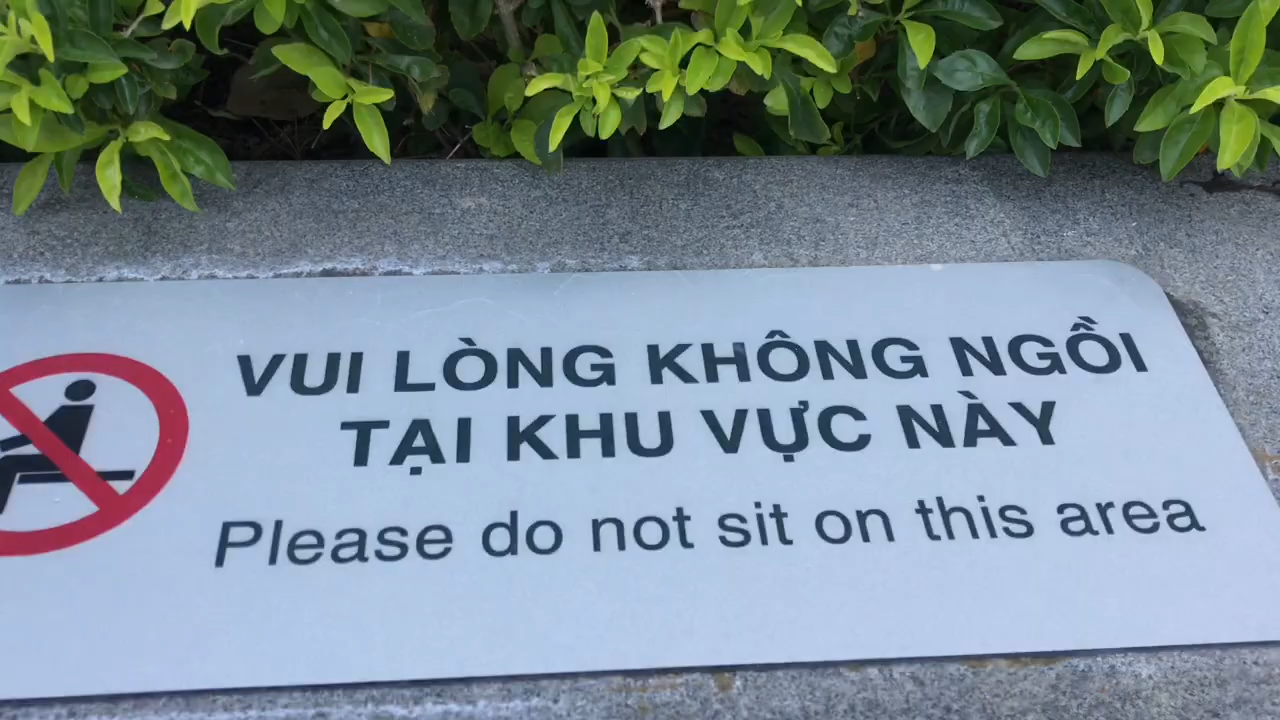 VUI LÒNG KHÔNG NGỒI
TẠI KHU VỰC NÀY
Please do not sit on this area